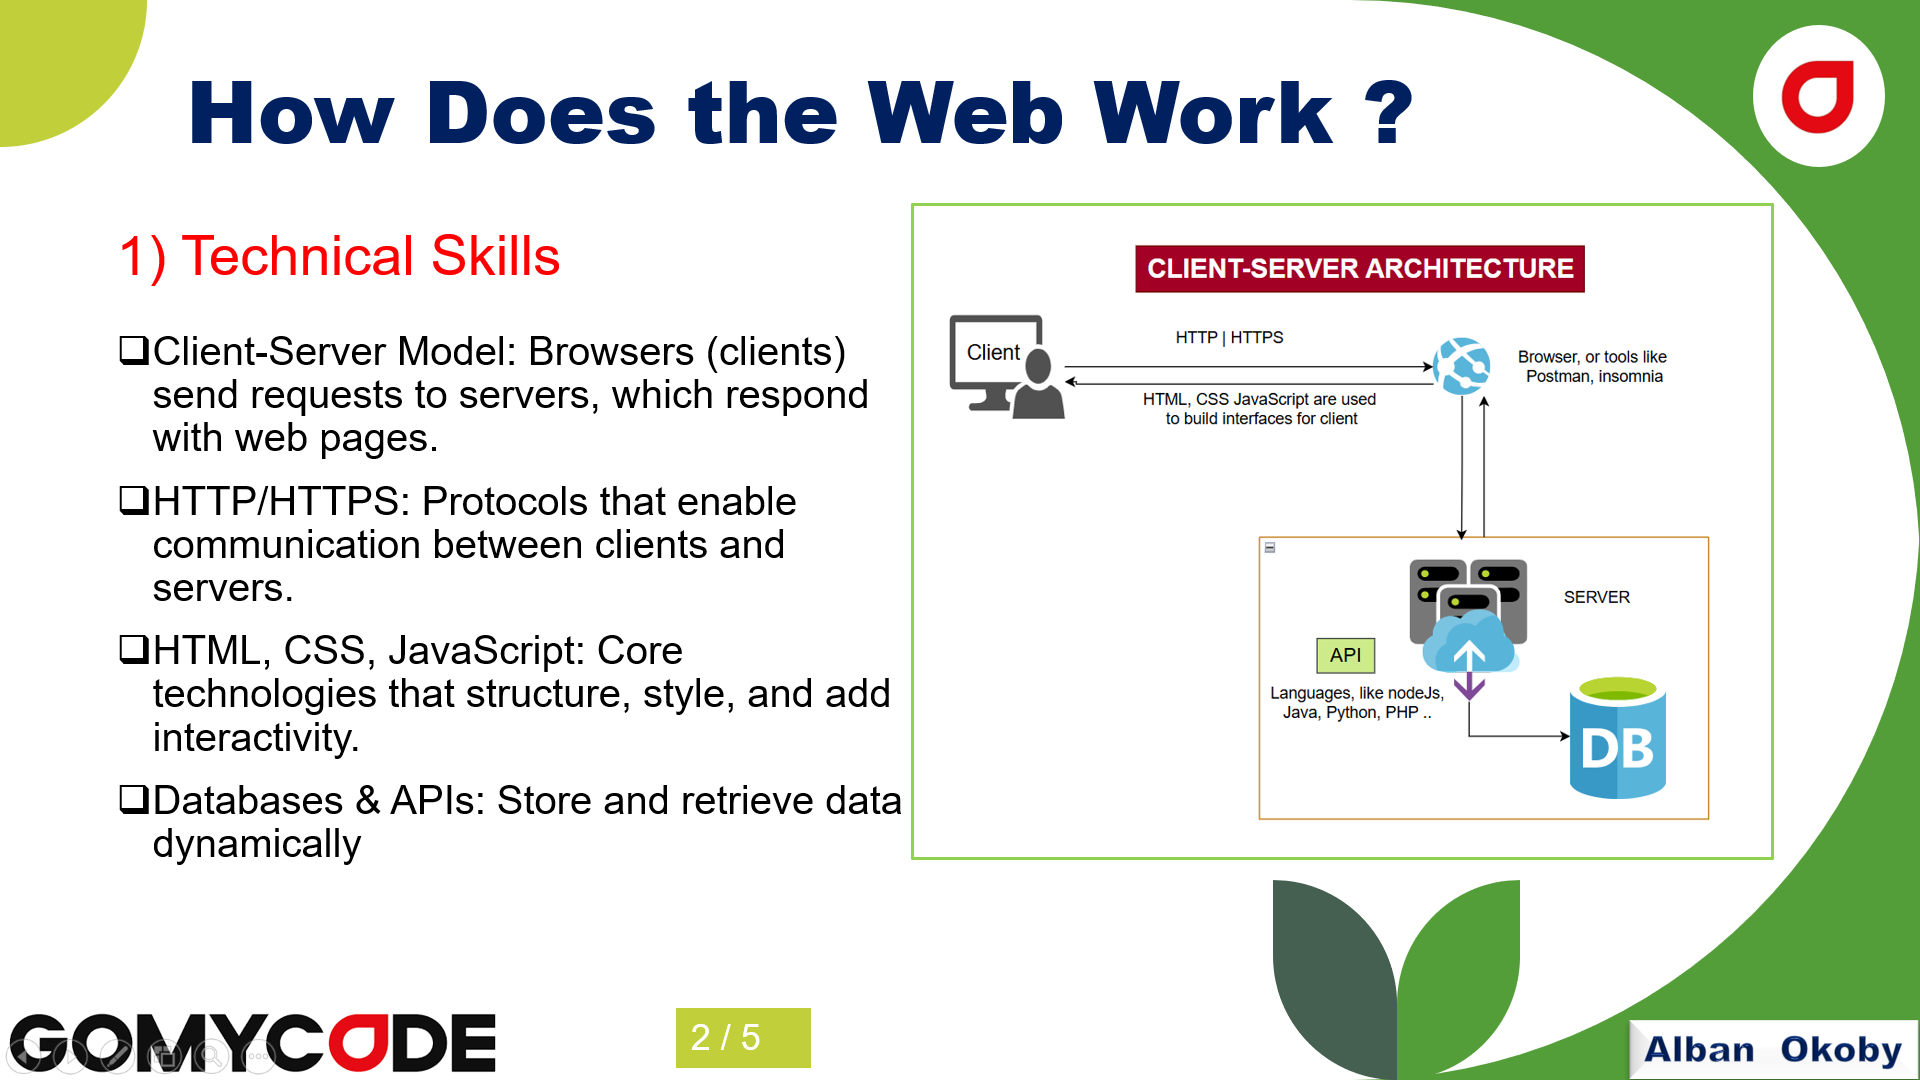 How Does the Web Work ?
1) Technical Skills
❑Client-Server Model: Browsers (clients)
send requests to servers, which respond
with web pages.
❑HTTP/HTTPS: Protocols that enable
communication between clients and
servers.
❑HTML, CSS, JavaScript: Core
technologies that structure, style, and add
interactivity.
❑Databases & APIs: Store and retrieve data
dynamically
CLIENT-SERVER ARCHITECTURE
Client
HTTP | HTTPS
HTML, CSS JavaScript are used
to build interfaces for client
Browser, or tools like
Postman, insomnia
SERVER
API
Languages, like nodeJs,
Java, Python, PHP ..
DB
GOMYCODE
2 / 5
Alban Okoby